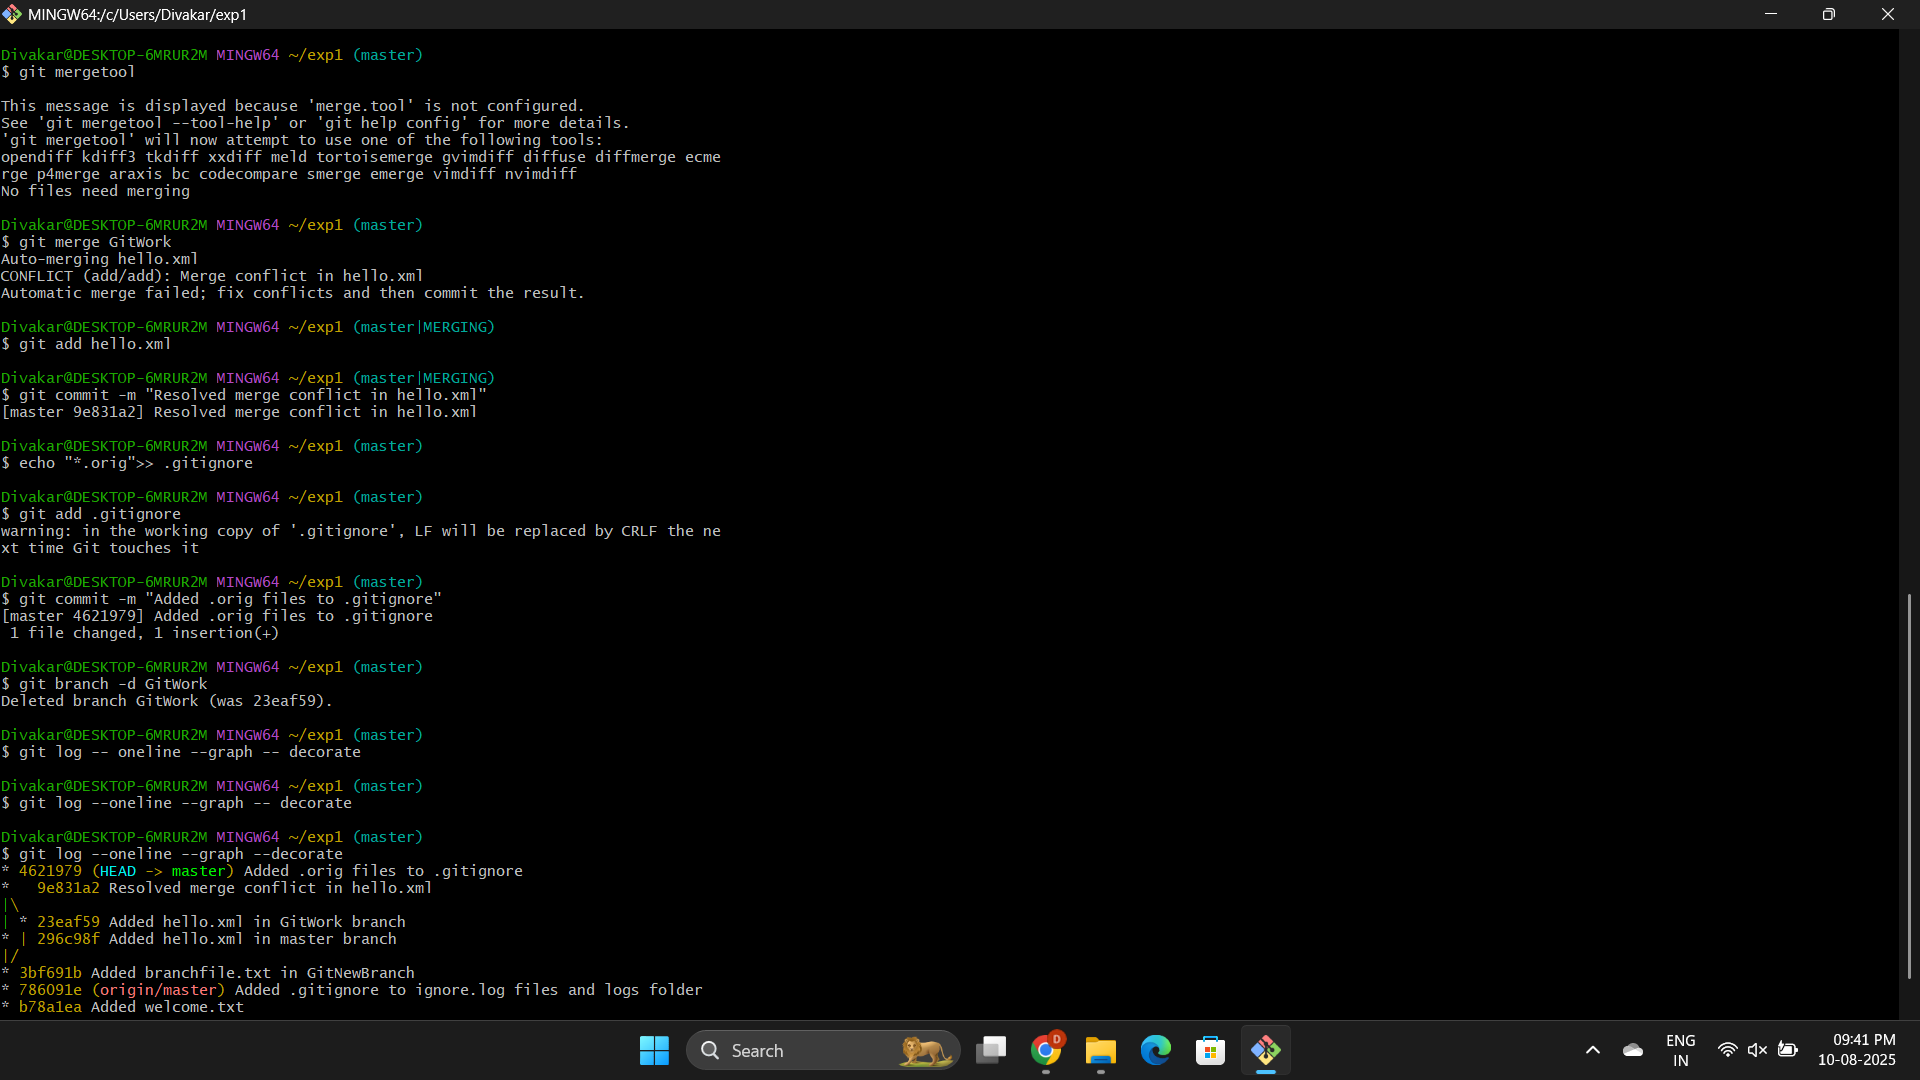 MINGW64:/c/Users/Divakar/exp1
Divakar@DESKTOP-6MRUR2M MINGW64 ~/exp1 (master)
$ git mergetool
This message is displayed because 'merge.tool' is not configured.
See 'git mergetool --tool-help' or 'git help config' for more details.
'git mergetool' will now attempt to use one of the following tools:
opendiff kdiff3 tkdiff xxdiff meld tortoisemerge gvimdiff diffuse diffmerge ecme
rge p4merge araxis bc codecompare smerge emerge vimdiff nvimdiff
No files need merging
Divakar@DESKTOP-6MRUR2M MINGW64 ~/exp1 (master)
$ git merge GitWork
Auto-merging hello.xml
CONFLICT (add/add): Merge conflict in hello.xml
Automatic merge failed; fix conflicts and then commit the result.
Divakar@DESKTOP-6MRUR2M MINGW64 ~/exp1 (master|MERGING)
$ git add hello.xml
Divakar@DESKTOP-6MRUR2M MINGW64 ~/exp1 (master|MERGING)
$ git commit -m "Resolved merge conflict in hello.xml"
[master 9e831a2] Resolved merge conflict in hello.xml
Divakar@DESKTOP-6MRUR2M MINGW64 ~/exp1 (master)
$ echo "*.orig">> .gitignore
Divakar@DESKTOP-6MRUR2M MINGW64 ~/exp1 (master)
$ git add .gitignore
warning: in the working copy of '.gitignore', LF will be replaced by CRLF the ne
xt time Git touches it
Divakar@DESKTOP-6MRUR2M MINGW64 ~/exp1 (master)
$ git commit -m "Added .orig files to .gitignore"
[master 4621979] Added .orig files to .gitignore
 1 file changed, 1 insertion(+)
Divakar@DESKTOP-6MRUR2M MINGW64 ~/exp1 (master)
$ git branch -d GitWork
Deleted branch GitWork (was 23eaf59).
Divakar@DESKTOP-6MRUR2M MINGW64 ~/exp1 (master)
$ git log -- oneline --graph -- decorate
Divakar@DESKTOP-6MRUR2M MINGW64 ~/exp1 (master)
$ git log --oneline --graph -- decorate
Divakar@DESKTOP-6MRUR2M MINGW64 ~/exp1 (master)
$ git log --oneline --graph --decorate
* 4621979 (HEAD -> master) Added .orig files to .gitignore
*   9e831a2 Resolved merge conflict in hello.xml
|\
| * 23eaf59 Added hello.xml in GitWork branch
* | 296c98f Added hello.xml in master branch
|/
* 3bf691b Added branchfile.txt in GitNewBranch
* 786091e (origin/master) Added .gitignore to ignore.log files and logs folder
* b78a1ea Added welcome.txt
Search
D
ENG
IN
09:41 PM
10-08-2025